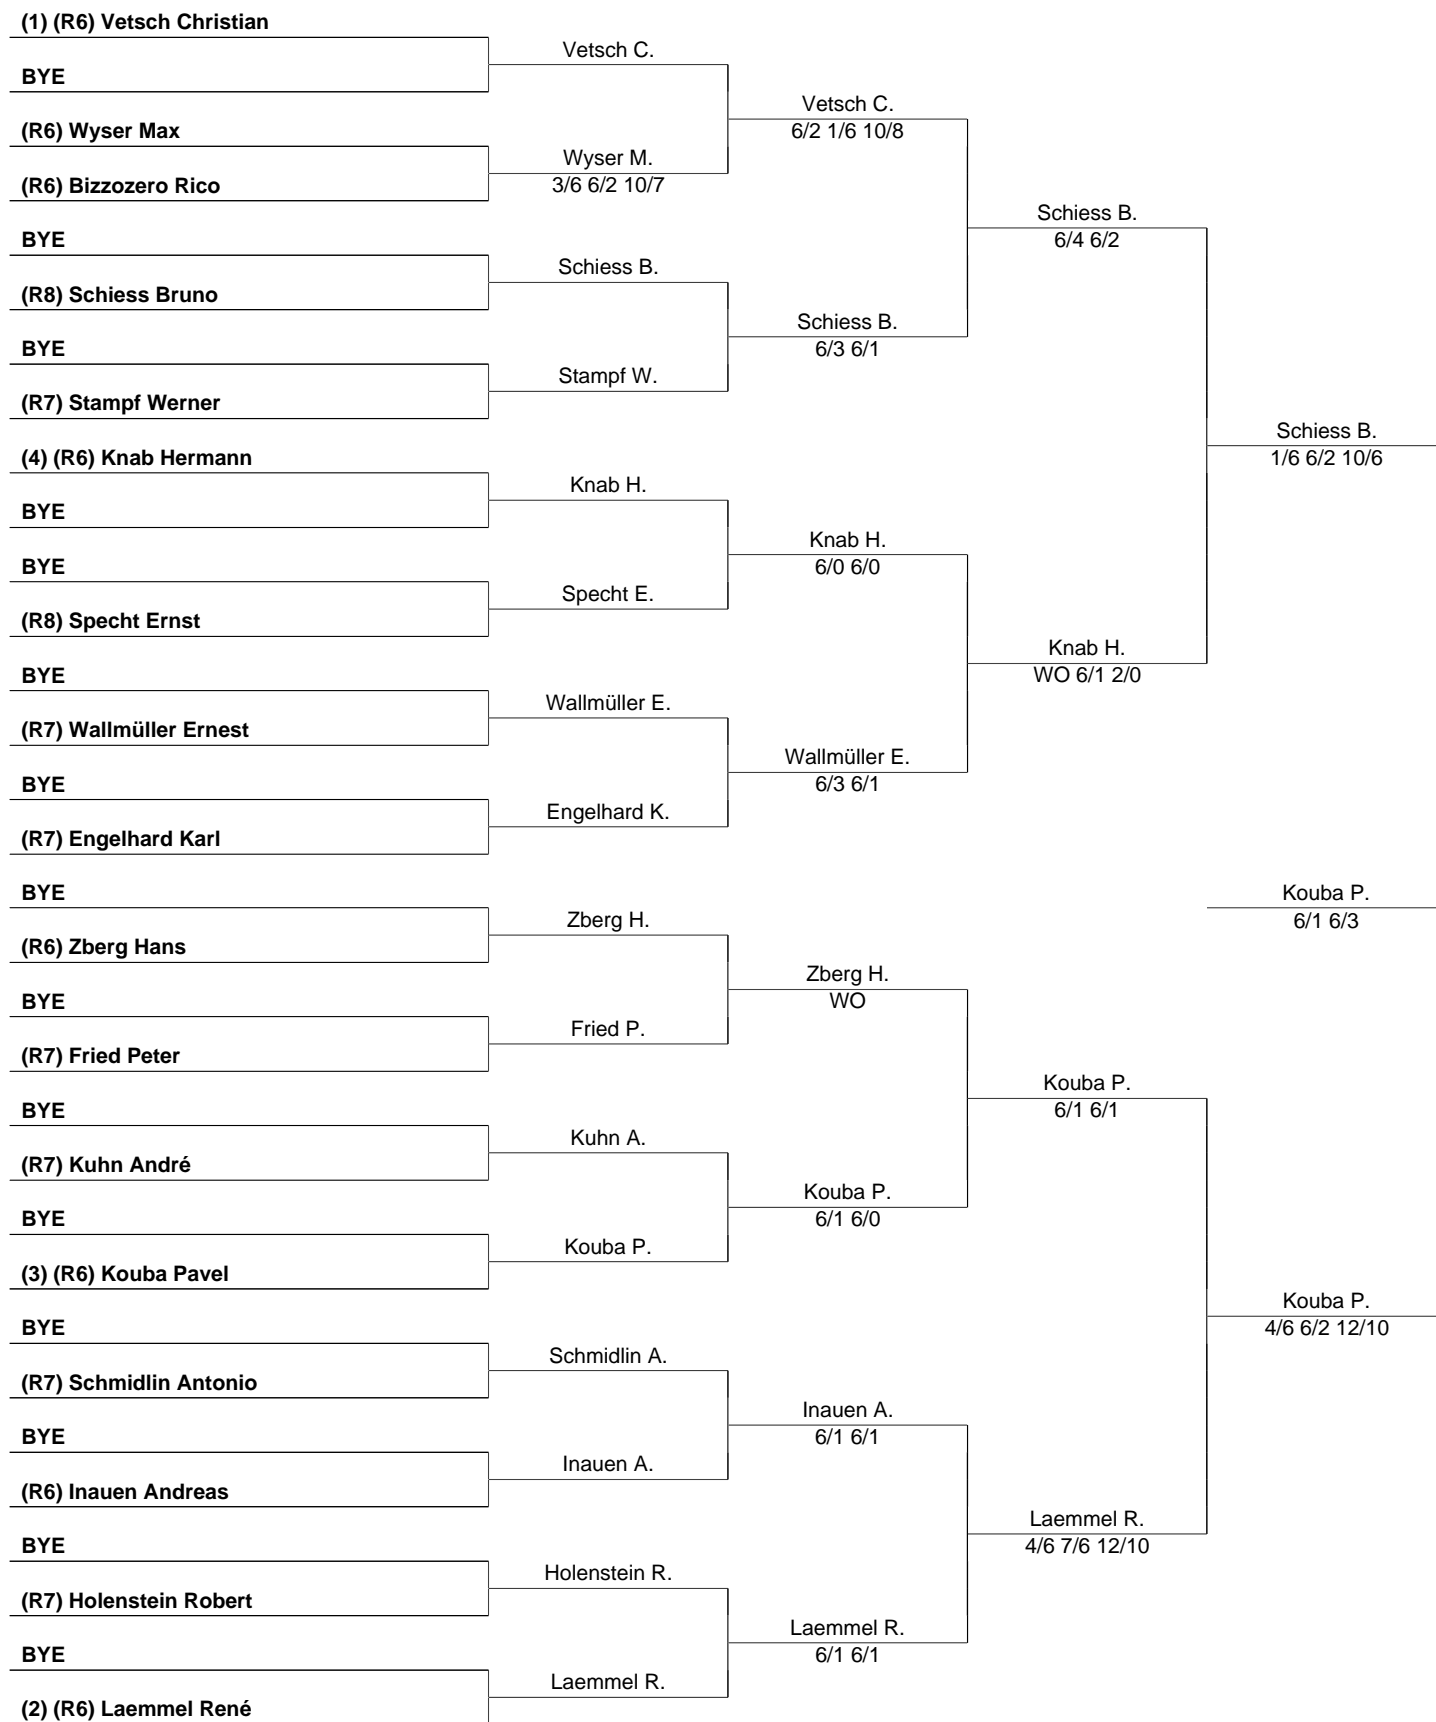 (1) (R6) Vetsch Christian
Vetsch C.
BYE
Vetsch C.
6/2 1/6 10/8
(R6) Wyser Max
Wyser M.
3/6 6/2 10/7
(R6) Bizzozero Rico
Schiess B.
6/4 6/2
BYE
Schiess B.
(R8) Schiess Bruno
Schiess B.
6/3 6/1
BYE
Stampf W.
(R7) Stampf Werner
Schiess B.
1/6 6/2 10/6
(4) (R6) Knab Hermann
Knab H.
BYE
Knab H.
6/0 6/0
BYE
Specht E.
(R8) Specht Ernst
Knab H.
WO 6/1 2/0
BYE
Wallmüller E.
(R7) Wallmüller Ernest
Wallmüller E.
6/3 6/1
BYE
Engelhard K.
(R7) Engelhard Karl
BYE
Kouba P.
6/1 6/3
Zberg H.
(R6) Zberg Hans
Zberg H.
WO
BYE
Fried P.
(R7) Fried Peter
Kouba P.
6/1 6/1
BYE
Kuhn A.
(R7) Kuhn André
Kouba P.
6/1 6/0
BYE
Kouba P.
(3) (R6) Kouba Pavel
Kouba P.
4/6 6/2 12/10
BYE
Schmidlin A.
(R7) Schmidlin Antonio
Inauen A.
6/1 6/1
BYE
Inauen A.
(R6) Inauen Andreas
Laemmel R.
4/6 7/6 12/10
BYE
Holenstein R.
(R7) Holenstein Robert
Laemmel R.
6/1 6/1
BYE
Laemmel R.
(2) (R6) Laemmel René